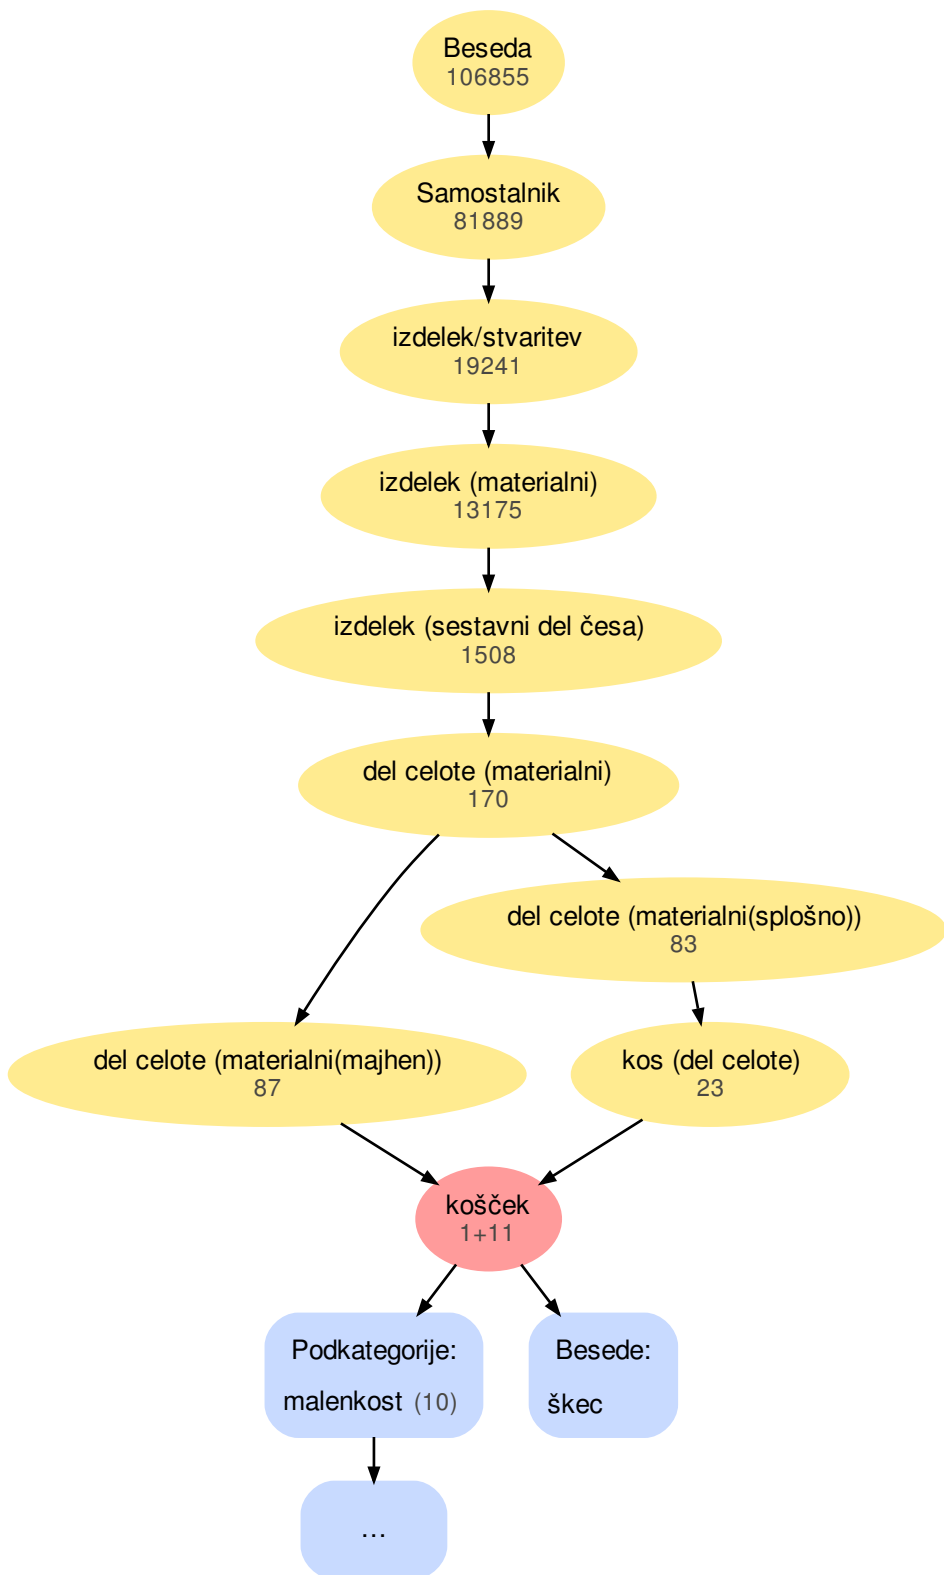 Beseda
106855
Samostalnik
81889
izdelek/stvaritev
19241
izdelek (materialni)
13175
izdelek (sestavni del česa)
1508
del celote (materialni)
170
del celote (materialni(splošno))
83
del celote (materialni(majhen))
87
kos (del celote)
23
košček
1+11
Podkategorije:
malenkost (10)
Besede:
škec
...